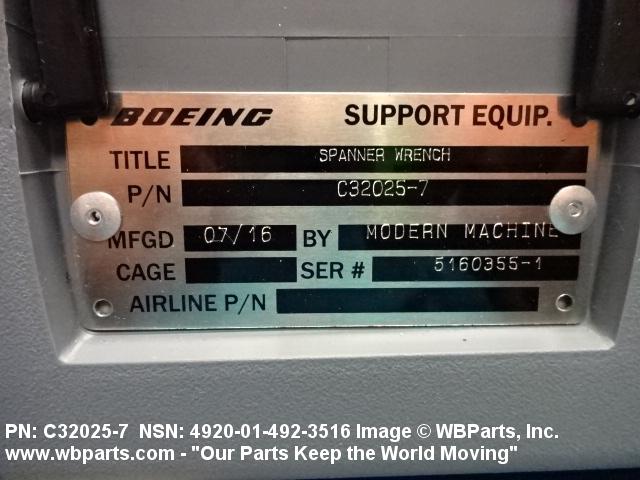 BOEING SUPPORT EQUIP.
TITLE SPANNER WRENCH
P/N C32025-7
MFGD 07/16 BY MODERN MACHINE
CAGE SER # 5160355-1
AIRLINE P/N
PN: C32025-7 NSN: 4920-01-492-3516 Image © WBParts, Inc.
www.wbparts.com - "Our Parts Keep the World Moving"